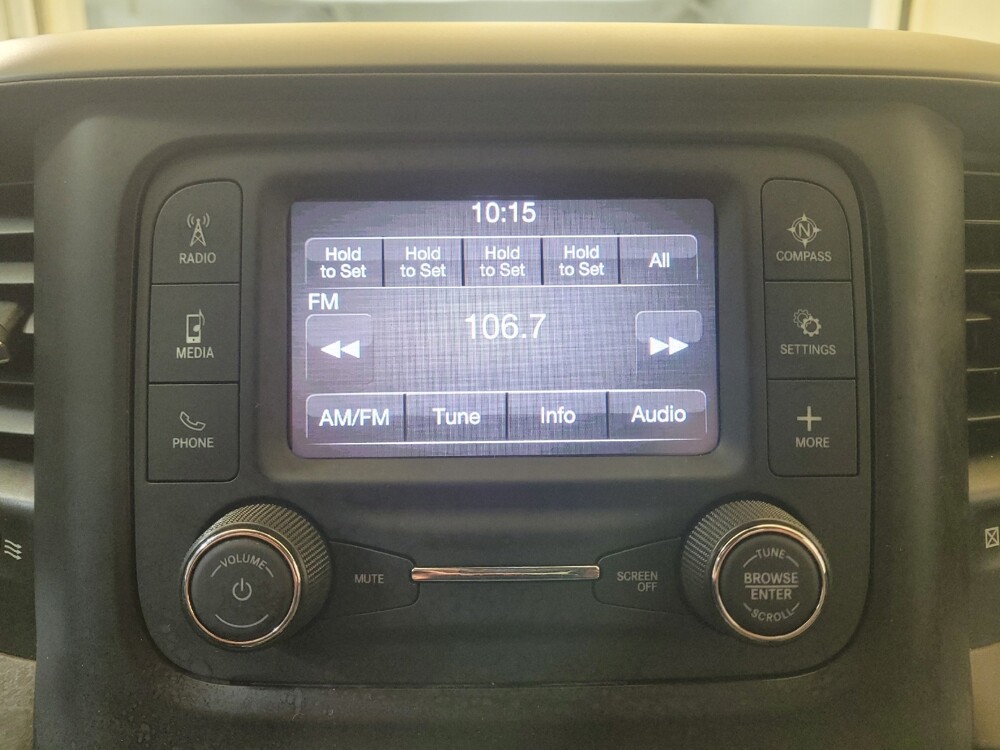 10:15
Hold to Set
Hold to Set
Hold to Set
Hold to Set
All
FM
106.7
AM/FM
Tune
Info
Audio
RADIO
MEDIA
PHONE
N
COMPASS
SETTINGS
MORE
VOLUME
MUTE
SCREEN
OFF
TUNE
BROWSE
ENTER
SCROLL